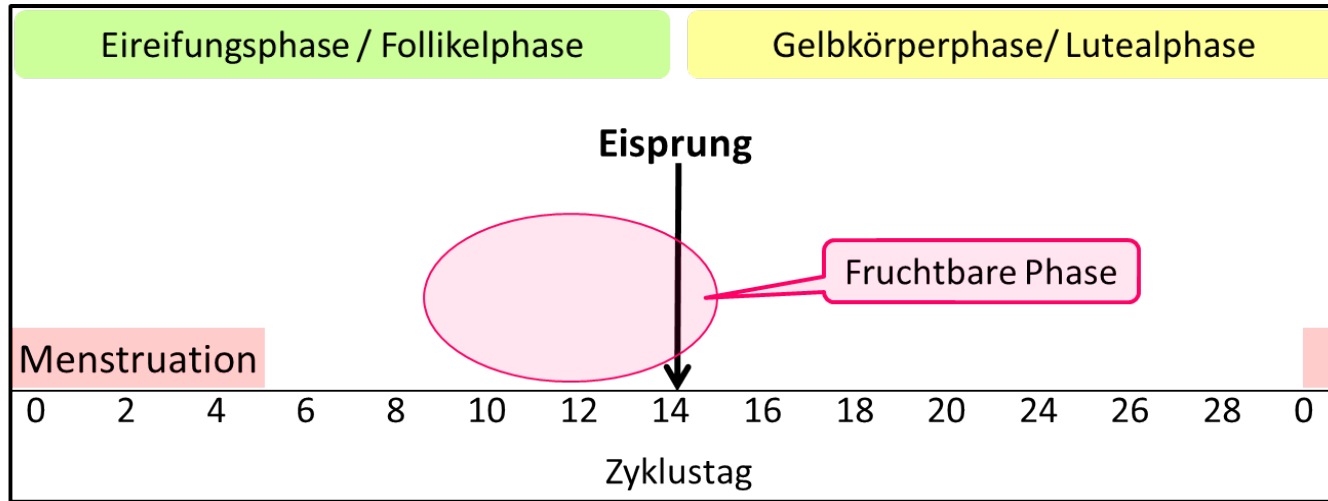 Eireifungsphase / Follikelphase
Gelbkörperphase/ Lutealphase
Eisprung
Fruchtbare Phase
Menstruation
0 2 4 6 8 10 12 14 16 18 20 22 24 26 28 0
Zyklustag